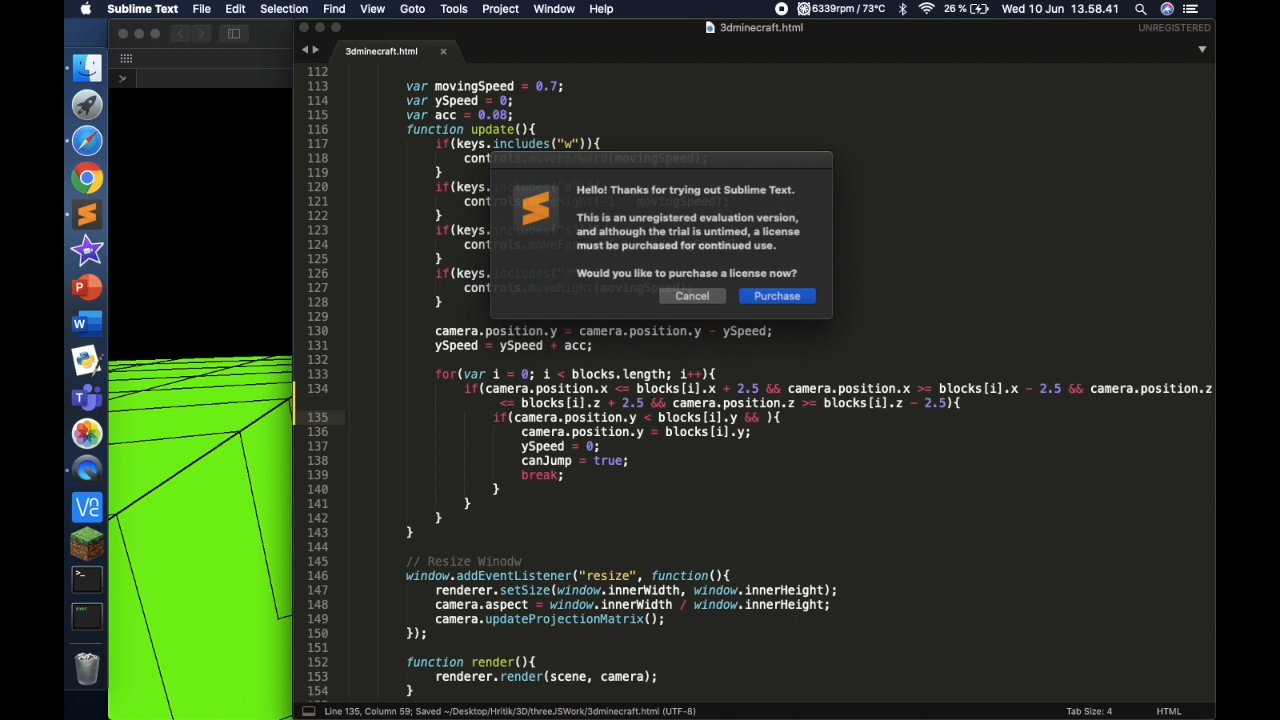 Sublime Text File Edit Selection Find View Goto Tools Project Window Help 6339rpm / 73°C 26 % Wed 10 Jun 13.58.41
3dminecraft.html UNREGISTERED
3dminecraft.html ×
112
113 var movingSpeed = 0.7;
114 var ySpeed = 0;
115 var acc = 0.08;
116 function update(){
117 if(keys.includes("w")){
118 controls.moveForward(movingSpeed);
119 }
120 if(keys.
121 cont
122 }
123 if(keys.
124 cont
125 }
126 if(keys.
127 controls.moveRight(movingSpeed);
128 }
129
130 camera.position.y = camera.position.y - ySpeed;
131 ySpeed = ySpeed + acc;
132
133 for(var i = 0; i < blocks.length; i++){
134 if(camera.position.x <= blocks[i].x + 2.5 && camera.position.x >= blocks[i].x - 2.5 && camera.position.z
<= blocks[i].z + 2.5 && camera.position.z >= blocks[i].z - 2.5){
135 if(camera.position.y < blocks[i].y && ){
136 camera.position.y = blocks[i].y;
137 ySpeed = 0;
138 canJump = true;
139 break;
140 }
141 }
142 }
143 }
144
145 // Resize Winodw
146 window.addEventListener("resize", function(){
147 renderer.setSize(window.innerWidth, window.innerHeight);
148 camera.aspect = window.innerWidth / window.innerHeight;
149 camera.updateProjectionMatrix();
150 });
151
152 function render(){
153 renderer.render(scene, camera);
154 }
Hello! Thanks for trying out Sublime Text.
This is an unregistered evaluation version,
and although the trial is untimed, a license
must be purchased for continued use.
Would you like to purchase a license now?
Cancel Purchase
Line 135, Column 59; Saved ~/Desktop/Hritik/3D/threeJSWork/3dminecraft.html (UTF-8) Tab Size: 4 HTML